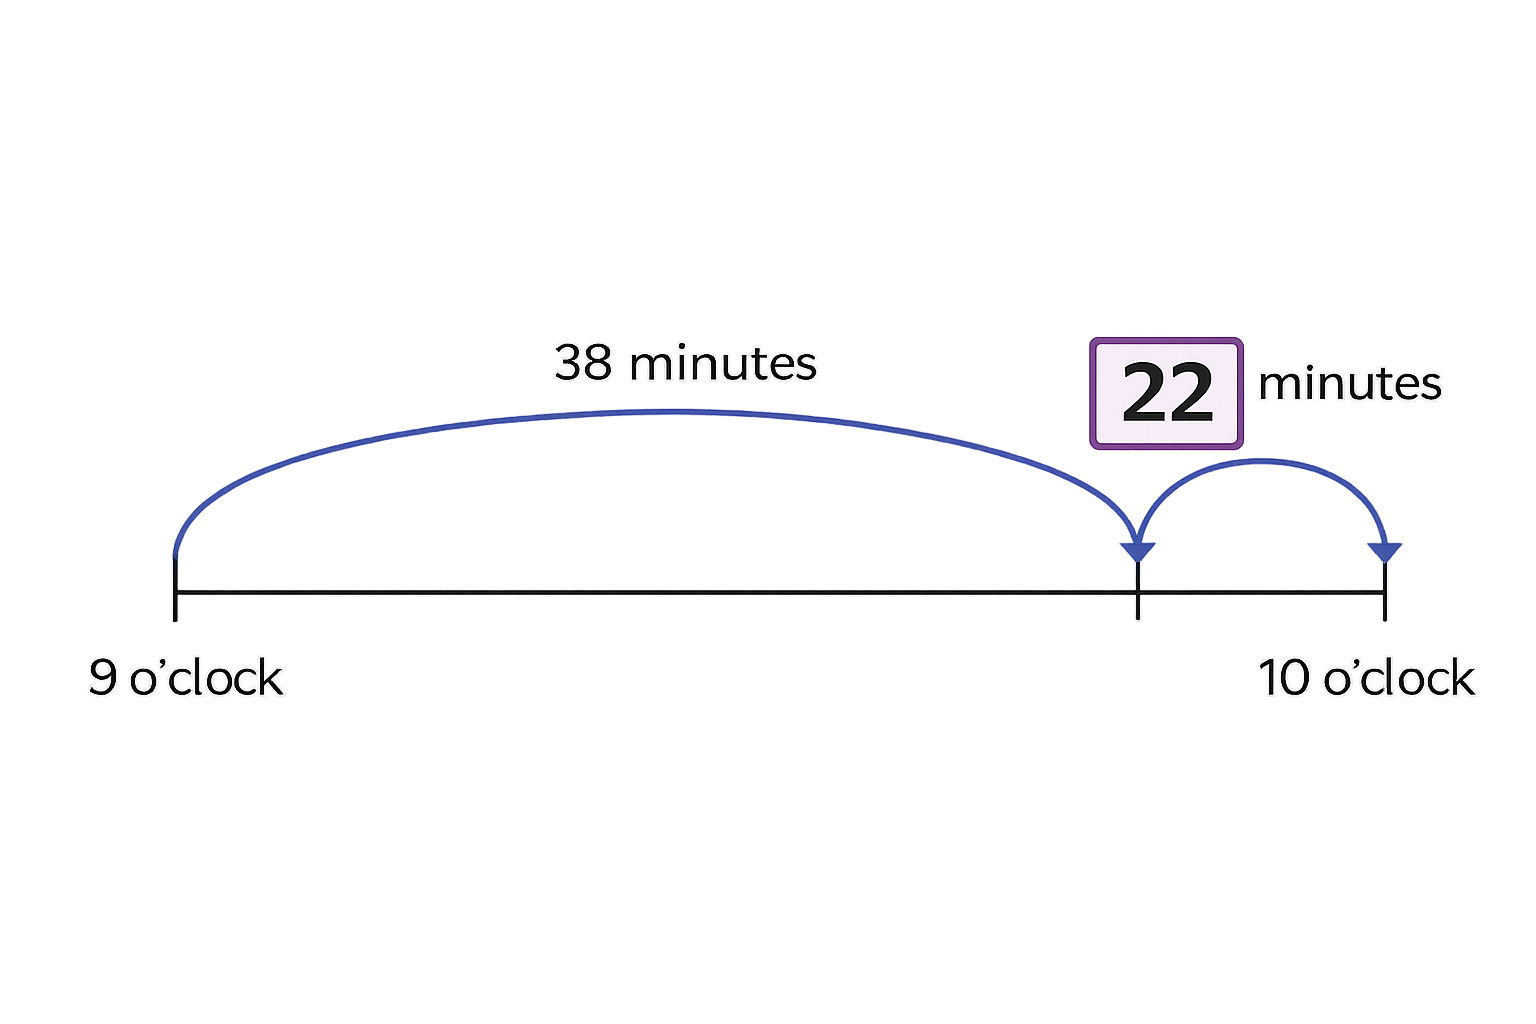 38 minutes
22 minutes
9 o’clock
10 o’clock